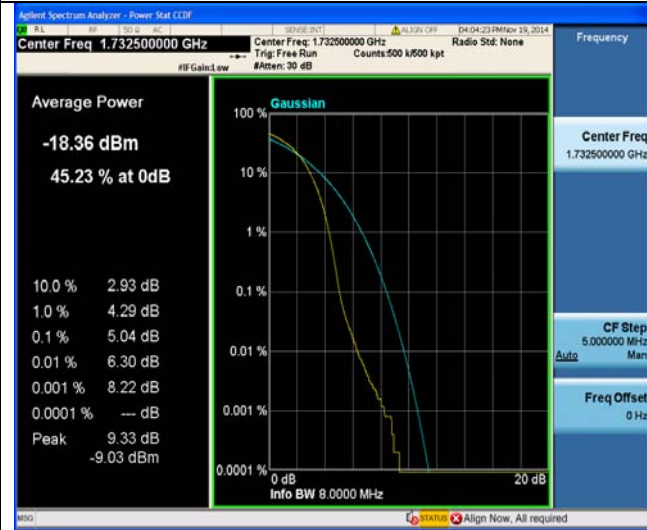 Agilent Spectrum Analyzer - Power Stat CCDF
RL RF 50 Ω AC SENSE:INT ALIGN OFF 04:04:23 PM Nov 19, 2014
Center Freq 1.732500000 GHz
Center Freq: 1.732500000 GHz Radio Std: None
Trig: Free Run Counts:500 k/500 kpt
#IFGain:Low #Atten: 30 dB
Frequency
Average Power
-18.36 dBm
45.23 % at 0dB
10.0 % 2.93 dB
1.0 % 4.29 dB
0.1 % 5.04 dB
0.01 % 6.30 dB
0.001 % 8.22 dB
0.0001 % --- dB
Peak 9.33 dB
-9.03 dBm
Gaussian
100 %
10 %
1 %
0.1 %
0.01 %
0.001 %
0.0001 %
0 dB 20 dB
Info BW 8.0000 MHz
Center Freq
1.732500000 GHz
CF Step
5.000000 MHz
Auto Man
Freq Offset
0 Hz
MSG STATUS Align Now, All required